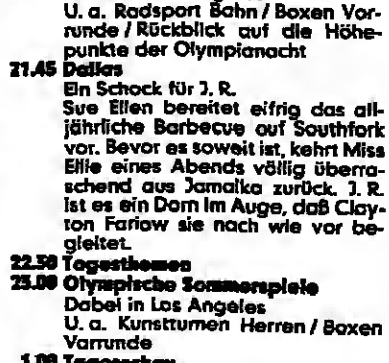 U. a. Radsport Bahn / Boxen Vor-
runde / Rückblick auf die Höhe-
punkte der Olympianacht
21.45 Dallas
Ein Schock für J. R.
Sue Ellen bereitet eifrig das all-
jährliche Barbecue auf Southfork
vor. Bevor es soweit ist, kehrt Miss
Ellie eines Abends völlig überra-
schend aus Jamaika zurück. J. R.
ist es ein Dorn im Auge, daß Clay-
ton Farlow sie nach wie vor be-
gleitet.
22.30 Tagesthemen
23.00 Olympische Sommerspiele
Dabei in Los Angeles
U. a. Kunstturnen Herren / Boxen
Vorrunde
1.00 Tagesschau